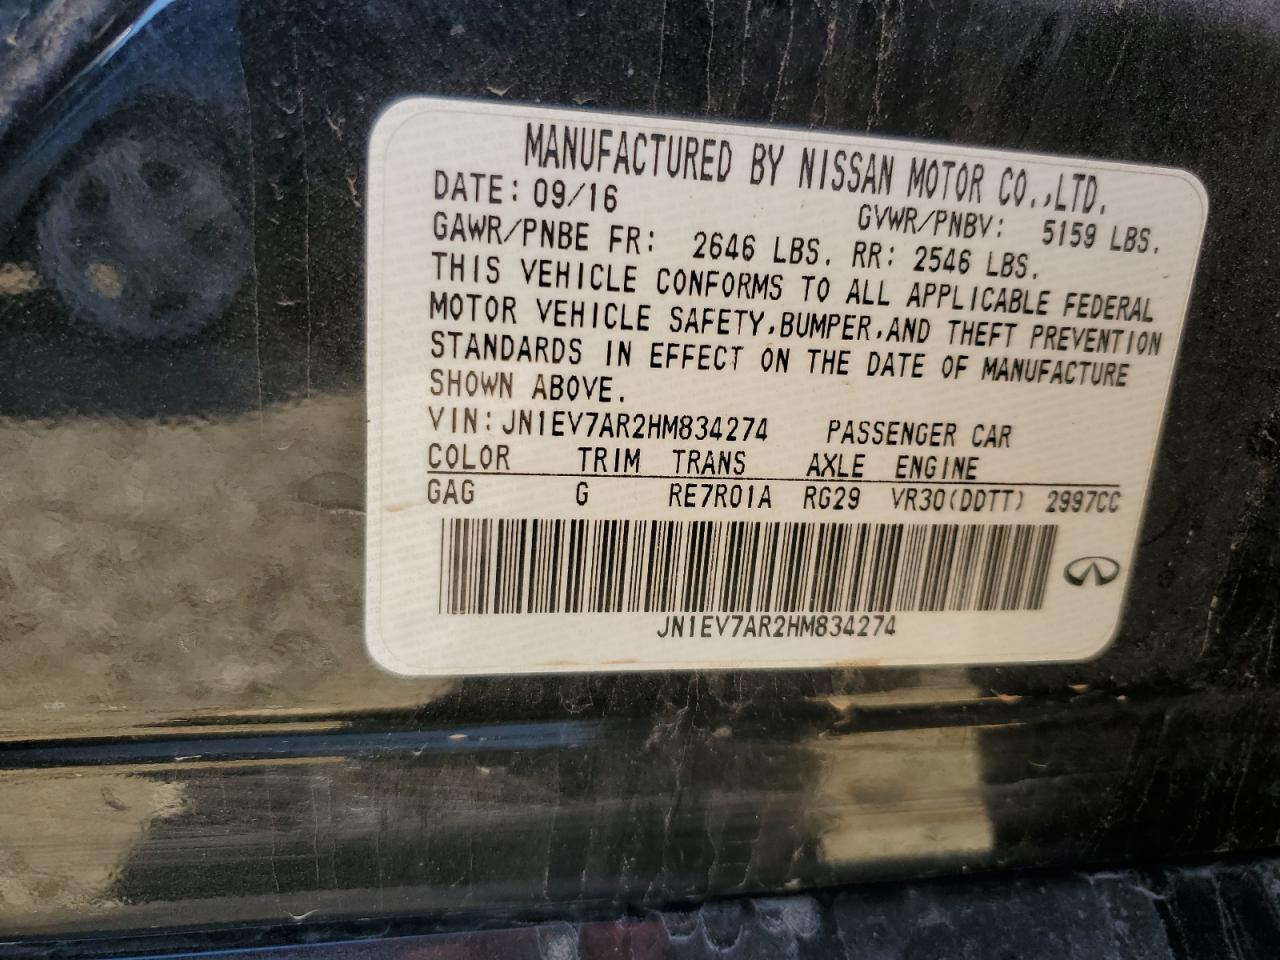 MANUFACTURED BY NISSAN MOTOR CO.,LTD.
DATE: 09/16 GVWR/PNBV: 5159 LBS.
GAWR/PNBE FR: 2646 LBS. RR: 2546 LBS.
THIS VEHICLE CONFORMS TO ALL APPLICABLE FEDERAL
MOTOR VEHICLE SAFETY,BUMPER,AND THEFT PREVENTION
STANDARDS IN EFFECT ON THE DATE OF MANUFACTURE
SHOWN ABOVE.
VIN: JN1EV7AR2HM834274 PASSENGER CAR
COLOR TRIM TRANS AXLE ENGINE
GAG G RE7R01A RG29 VR30(DDTT) 2997CC
JN1EV7AR2HM834274